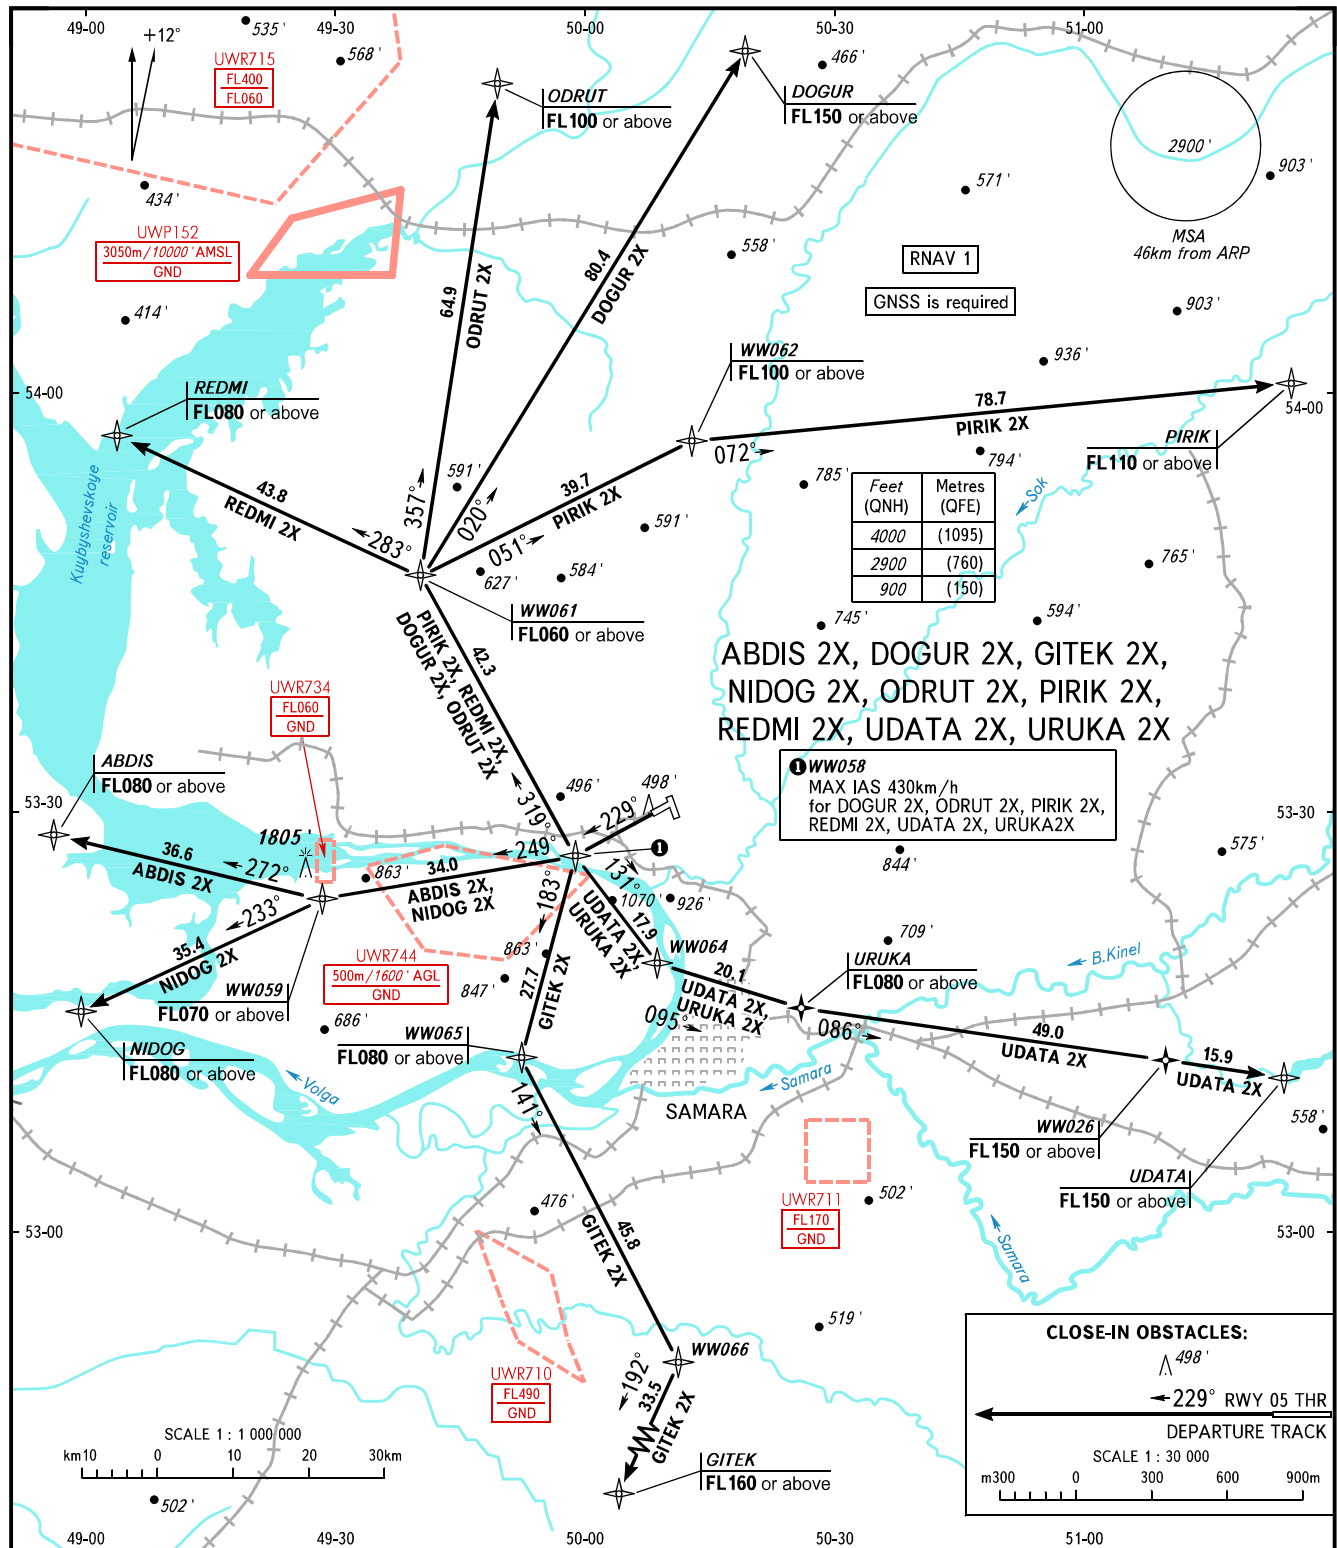 49-00
49-30
50-00
50-30
51-00
+12°
535'
568'
UWR715
FL400
FL060
ODRUT
FL100 or above
466'
DOGUR
FL150 or above
2900'
903'
434'
571'
UWP152
3050m/10000'AMSL
GND
MSA
46km from ARP
558'
RNAV 1
GNSS is required
64.9
ODRUT 2X
80.4
DOGUR 2X
414'
903'
WW062
FL100 or above
936'
54-00
REDMI
FL080 or above
78.7
PIRIK 2X
54-00
PIRIK
FL110 or above
072°
794'
785'
Kuybyshevskoye
reservoir
43.8
REDMI 2X
283°
357°
591'
020°
39.7
PIRIK 2X
051°
591'
627'
584'
Feet
(QNH)
Metres
(QFE)
4000
(1095)
2900
(760)
900
(150)
Sok
765'
WW061
FL060 or above
745'
594'
PIRIK 2X, REDMI 2X,
DOGUR 2X, ODRUT 2X
42.3
ABDIS 2X, DOGUR 2X, GITEK 2X,
NIDOG 2X, ODRUT 2X, PIRIK 2X,
REDMI 2X, UDATA 2X, URUKA 2X
UWR734
FL060
GND
1 WW058
MAX IAS 430km/h
for DOGUR 2X, ODRUT 2X, PIRIK 2X,
REDMI 2X, UDATA 2X, URUKA2X
ABDIS
FL080 or above
53-30
496'
498'
319°
229°
53-30
1805'
249°
1
36.6
ABDIS 2X
272°
863'
34.0
ABDIS 2X,
NIDOG 2X
131°
844'
575'
183°
1070'
926'
UDATA 2X,
URUKA 2X
17.9
233°
35.4
NIDOG 2X
UWR744
500m/1600'AGL
GND
863'
847'
27.7
GITEK 2X
WW064
709'
B.Kinel
URUKA
FL080 or above
20.1
UDATA 2X,
URUKA 2X
WW059
FL070 or above
686'
WW065
FL080 or above
095°
086°
49.0
UDATA 2X
15.9
UDATA 2X
NIDOG
FL080 or above
Volga
141°
Samara
SAMARA
558'
WW026
FL150 or above
UDATA
FL150 or above
476'
UWR711
FL170
GND
502'
53-00
45.8
GITEK 2X
Samara
53-00
519'
CLOSE-IN OBSTACLES:
498'
WW066
UWR710
FL490
GND
192°
33.5
GITEK 2X
229° RWY 05 THR
DEPARTURE TRACK
SCALE 1 : 1 000 000
km10 0 10 20 30km
GITEK
FL160 or above
SCALE 1 : 30 000
m300 0 300 600 900m
502'
49-00
49-30
50-00
50-30
51-00